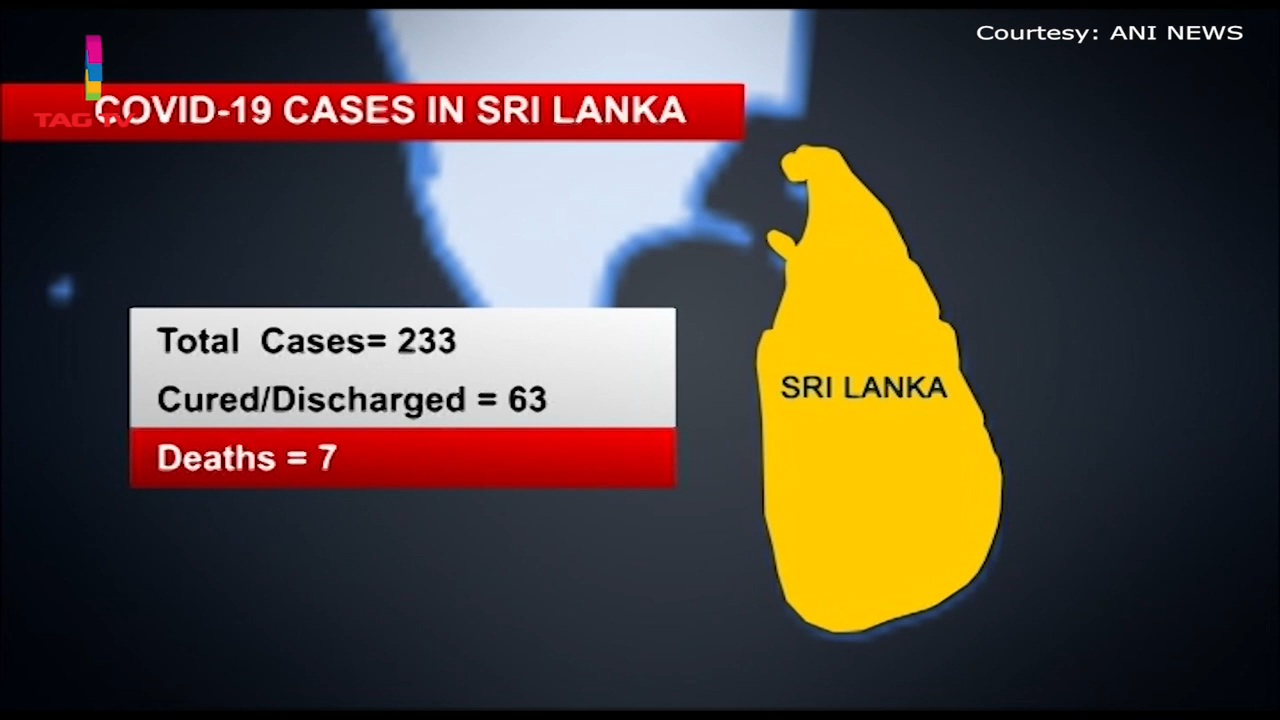 Courtesy: ANI NEWS
COVID-19 CASES IN SRI LANKA
TAG TV
Total Cases= 233
Cured/Discharged = 63
Deaths = 7
SRI LANKA